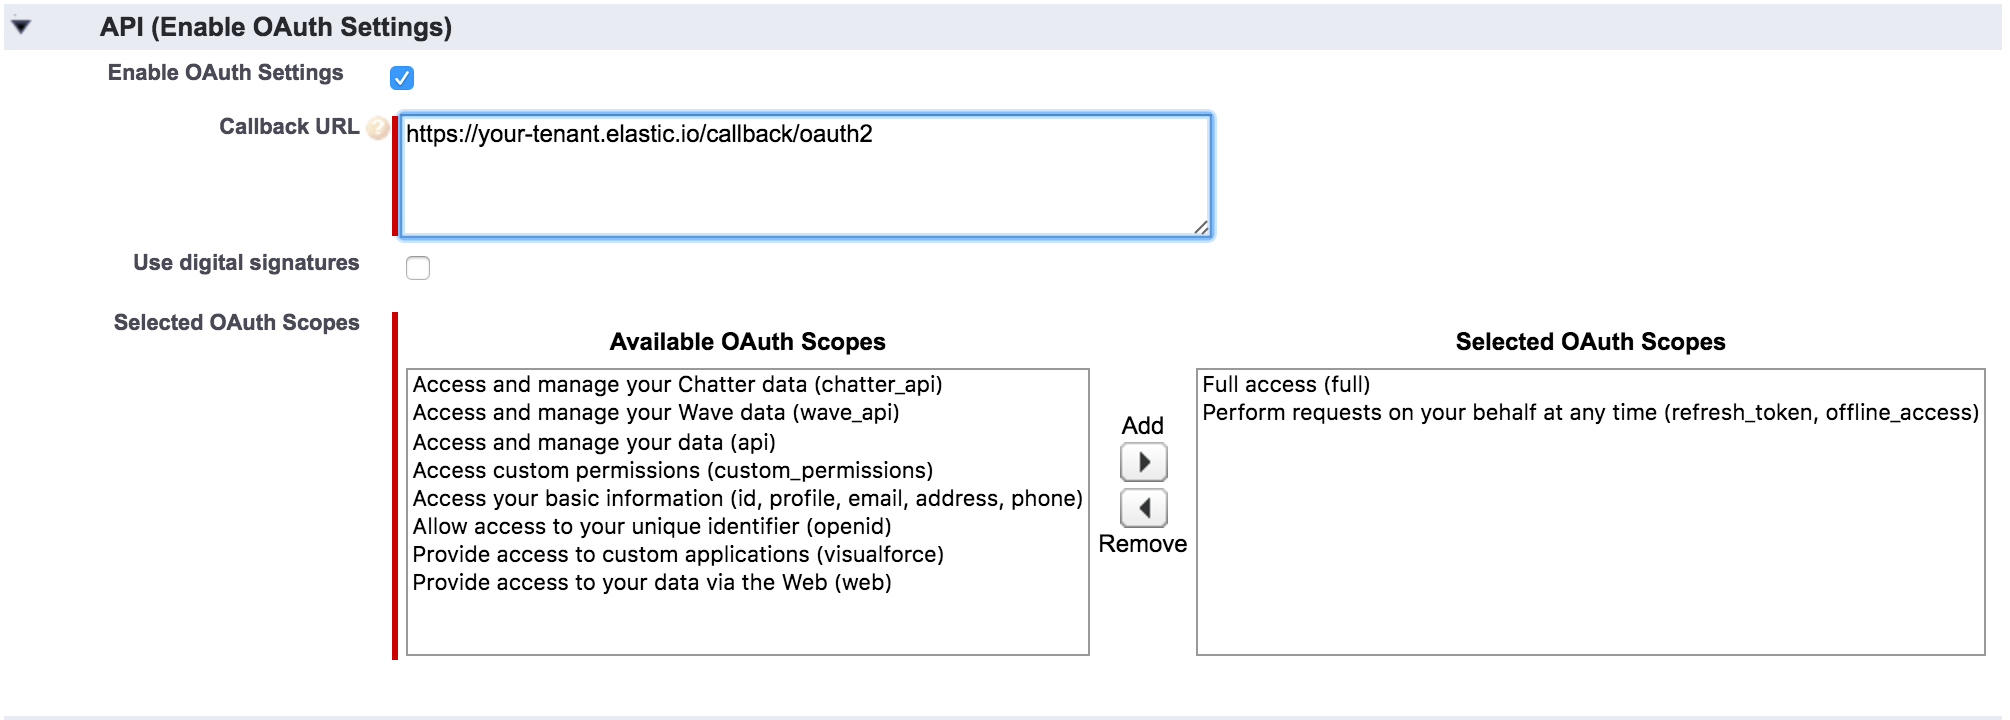 API (Enable OAuth Settings)
Enable OAuth Settings
Callback URL ?
https://your-tenant.elastic.io/callback/oauth2
Use digital signatures
Selected OAuth Scopes
Available OAuth Scopes
Access and manage your Chatter data (chatter_api)
Access and manage your Wave data (wave_api)
Access and manage your data (api)
Access custom permissions (custom_permissions)
Access your basic information (id, profile, email, address, phone)
Allow access to your unique identifier (openid)
Provide access to custom applications (visualforce)
Provide access to your data via the Web (web)
Add
Remove
Selected OAuth Scopes
Full access (full)
Perform requests on your behalf at any time (refresh_token, offline_access)